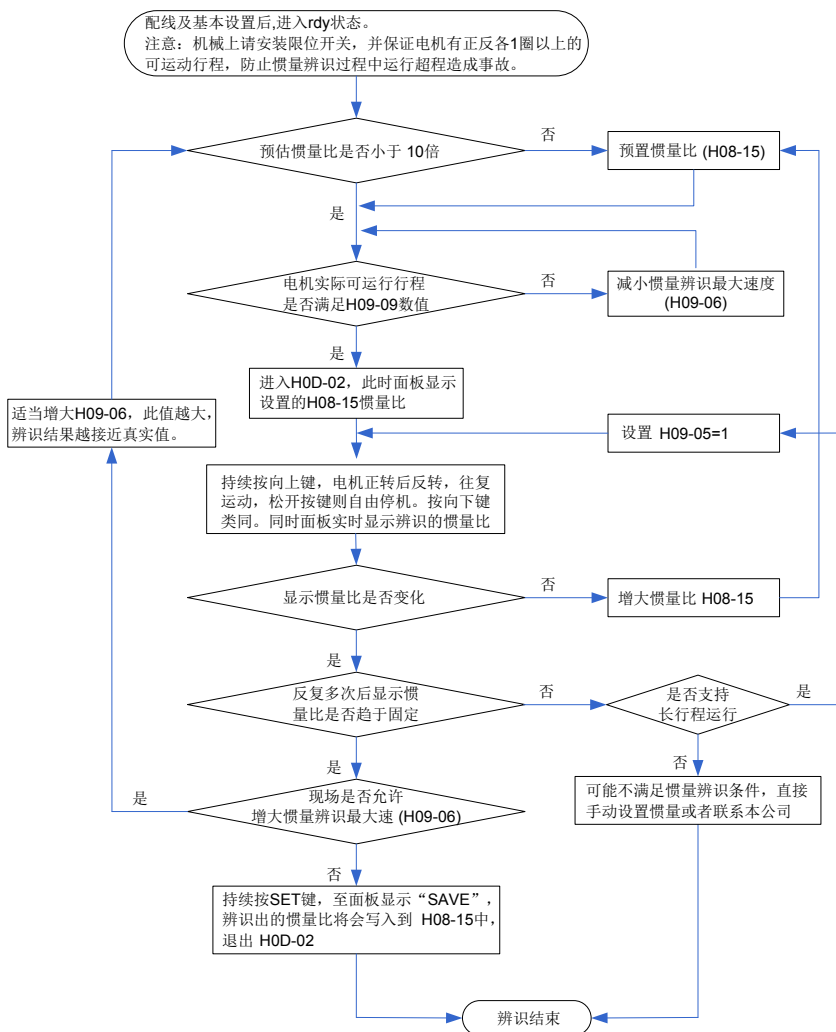 配线及基本设置后,进入rdy状态。
注意：机械上请安装限位开关，并保证电机有正反各1圈以上的
可运动行程，防止惯量辨识过程中运行超程造成事故。
预估惯量比是否小于 10倍
否
预置惯量比 (H08-15)
是
电机实际可运行行程
是否满足H09-09数值
否
减小惯量辨识最大速度
(H09-06)
是
进入H0D-02，此时面板显示
设置的H08-15惯量比
适当增大H09-06，此值越大，
辨识结果越接近真实值。
设置 H09-05=1
持续按向上键，电机正转后反转，往复
运动，松开按键则自由停机。按向下键
类同。同时面板实时显示辨识的惯量比
显示惯量比是否变化
否
增大惯量比 H08-15
是
反复多次后显示惯
量比是否趋于固定
否
是否支持
长行程运行
是
是
否
现场是否允许
增大惯量辨识最大速 (H09-06)
是
可能不满足惯量辨识条件，直接
手动设置惯量或者联系本公司
否
持续按SET键，至面板显示“SAVE”，
辨识出的惯量比将会写入到 H08-15中，
退出 H0D-02
辨识结束